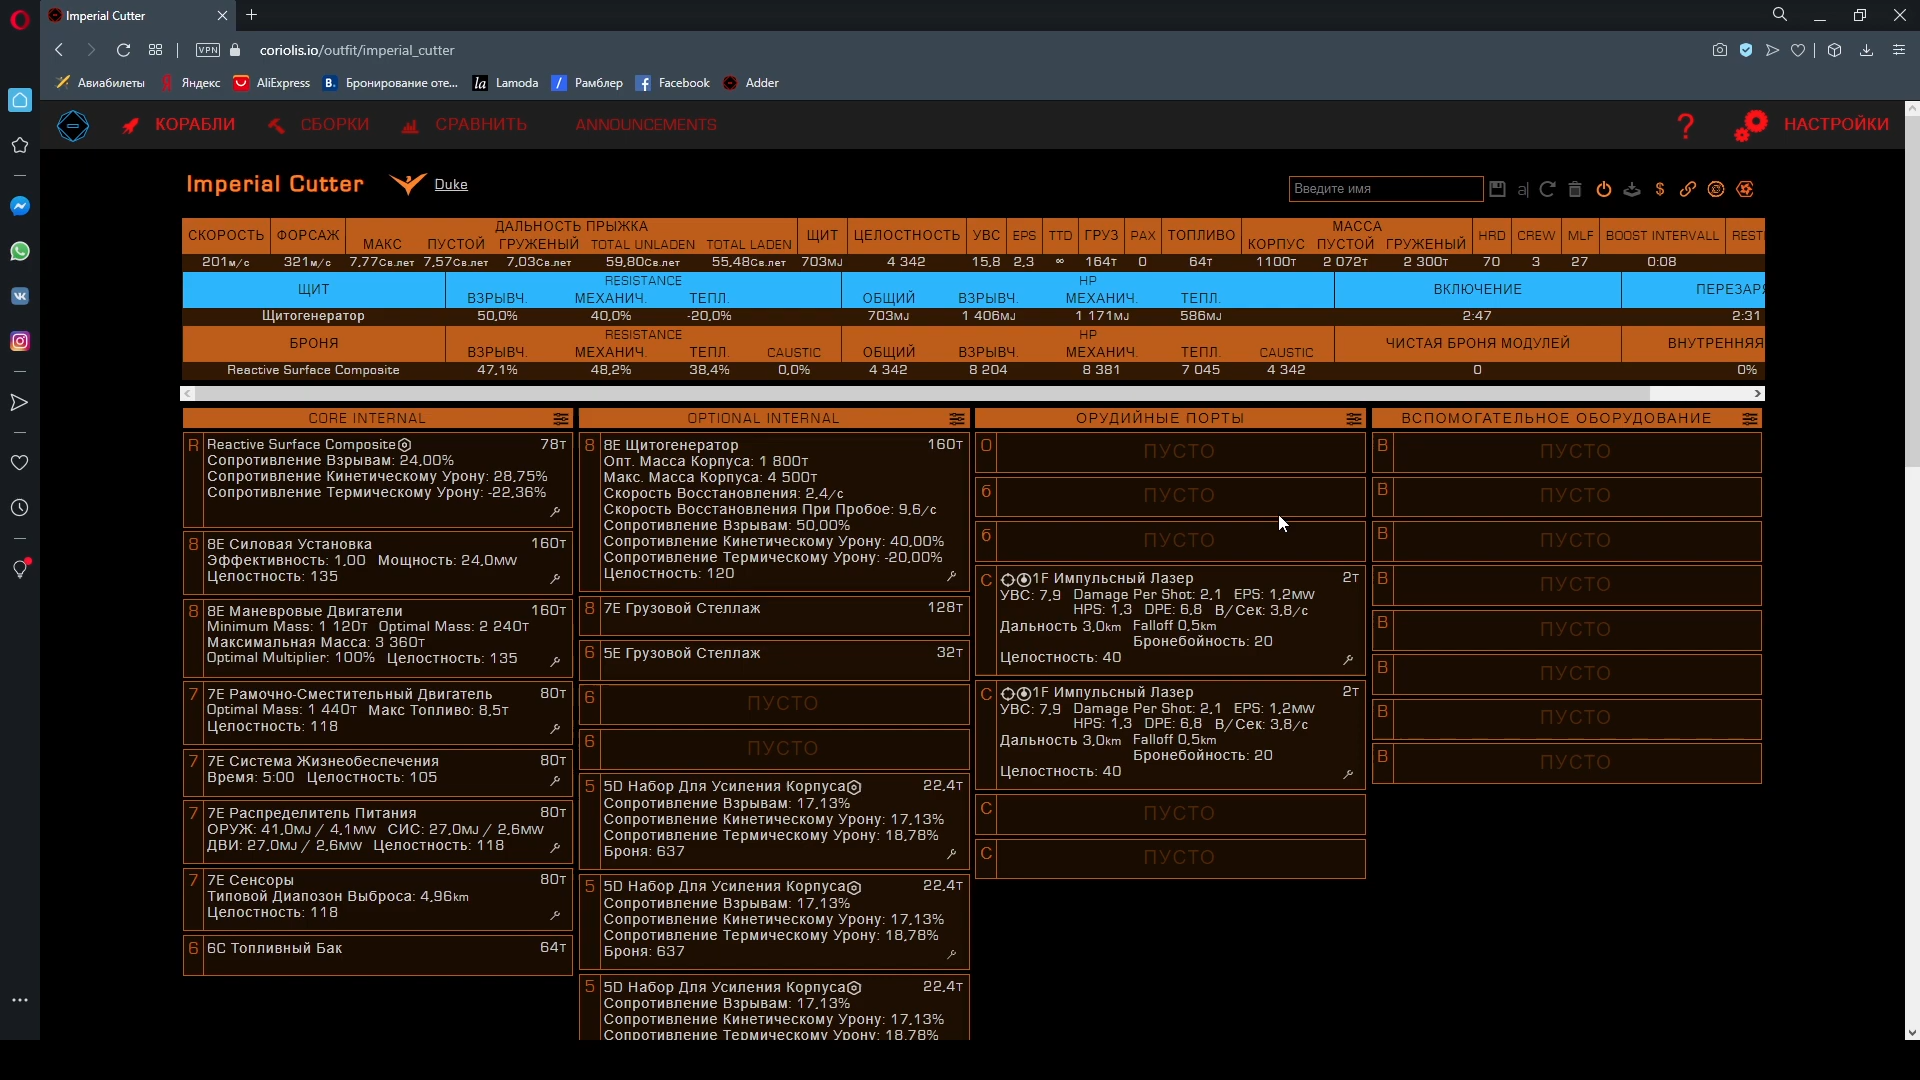 Imperial Cutter
VPN
coriolis.io/outfit/imperial_cutter
Авиабилеты Яндекс AliExpress B. Бронирование оте... la Lamoda Рамблер Facebook Adder
КОРАБЛИ СБОРКИ СРАВНИТЬ ANNOUNCEMENTS ? НАСТРОЙКИ
Imperial Cutter Duke
Введите имя a| $
СКОРОСТЬ ФОРСАЖ ДАЛЬНОСТЬ ПРЫЖКА ЩИТ ЦЕЛОСТНОСТЬ УВС EPS TTD ГРУЗ PAX ТОПЛИВО МАССА HRD CREW MLF BOOST INTERVALL REST
МАКС ПУСТОЙ ГРУЖЕНЫЙ TOTAL UNLADEN TOTAL LADEN КОРПУС ПУСТОЙ ГРУЖЕНЫЙ
201м/с 321м/с 7,77Св.лет 7,57Св.лет 7,03Св.лет 59,80Св.лет 55,48Св.лет 703MJ 4 342 15,8 2,3 ∞ 164т 0 64т 1100т 2 072т 2 300т 70 3 27 0:08
ЩИТ RESISTANCE HP ВКЛЮЧЕНИЕ ПЕРЕЗАРЯ
ВЗРЫВЧ. МЕХАНИЧ. ТЕПЛ. ОБЩИЙ ВЗРЫВЧ. МЕХАНИЧ. ТЕПЛ.
Щитогенератор 50,0% 40,0% -20,0% 703MJ 1 406MJ 1 171MJ 586MJ 2:47 2:31
БРОНЯ RESISTANCE HP ЧИСТАЯ БРОНЯ МОДУЛЕЙ ВНУТРЕННЯЯ
ВЗРЫВЧ. МЕХАНИЧ. ТЕПЛ. CAUSTIC ОБЩИЙ ВЗРЫВЧ. МЕХАНИЧ. ТЕПЛ. CAUSTIC
Reactive Surface Composite 47,1% 48,2% 38,4% 0,0% 4 342 8 204 8 381 7 045 4 342 0 0%
CORE INTERNAL
R Reactive Surface Composite 78т
Сопротивление Взрывам: 24,00%
Сопротивление Кинетическому Урону: 28,75%
Сопротивление Термическому Урону: -22,36%
8 8E Силовая Установка 160т
Эффективность: 1,00 Мощность: 24,0MW
Целостность: 135
8 8E Маневровые Двигатели 160т
Minimum Mass: 1 120т Optimal Mass: 2 240т
Максимальная Масса: 3 360т
Optimal Multiplier: 100% Целостность: 135
7 7E Рамочно-Сместительный Двигатель 80т
Optimal Mass: 1 440т Макс Топливо: 8,5т
Целостность: 118
7 7E Система Жизнеобеспечения 80т
Время: 5:00 Целостность: 105
7 7E Распределитель Питания 80т
ОРУЖ: 41,0MJ / 4,1MW СИС: 27,0MJ / 2,6MW
ДВИ: 27,0MJ / 2,6MW Целостность: 118
7 7E Сенсоры 80т
Типовой Диапозон Выброса: 4,96km
Целостность: 118
6 6C Топливный Бак 64т
OPTIONAL INTERNAL
8 8E Щитогенератор 160т
Опт. Масса Корпуса: 1 800т
Макс. Масса Корпуса: 4 500т
Скорость Восстановления: 2,4/с
Скорость Восстановления При Пробое: 9,6/с
Сопротивление Взрывам: 50,00%
Сопротивление Кинетическому Урону: 40,00%
Сопротивление Термическому Урону: -20,00%
Целостность: 120
8 7E Грузовой Стеллаж 128т
6 5E Грузовой Стеллаж 32т
6 ПУСТО
6 ПУСТО
5 5D Набор Для Усиления Корпуса 22,4т
Сопротивление Взрывам: 17,13%
Сопротивление Кинетическому Урону: 17,13%
Сопротивление Термическому Урону: 18,78%
Броня: 637
5 5D Набор Для Усиления Корпуса 22,4т
Сопротивление Взрывам: 17,13%
Сопротивление Кинетическому Урону: 17,13%
Сопротивление Термическому Урону: 18,78%
Броня: 637
5 5D Набор Для Усиления Корпуса 22,4т
Сопротивление Взрывам: 17,13%
Сопротивление Кинетическому Урону: 17,13%
Сопротивление Термическому Урону: 18,78%
ОРУДИЙНЫЕ ПОРТЫ
О ПУСТО
б ПУСТО
б ПУСТО
С 1F Импульсный Лазер 2т
УВС: 7,9 Damage Per Shot: 2,1 EPS: 1,2MW
HPS: 1,3 DPE: 6,8 В/Сек: 3,8/с
Дальность 3,0km Falloff 0,5km
Бронебойность: 20
Целостность: 40
С 1F Импульсный Лазер 2т
УВС: 7,9 Damage Per Shot: 2,1 EPS: 1,2MW
HPS: 1,3 DPE: 6,8 В/Сек: 3,8/с
Дальность 3,0km Falloff 0,5km
Бронебойность: 20
Целостность: 40
С ПУСТО
С ПУСТО
ВСПОМОГАТЕЛЬНОЕ ОБОРУДОВАНИЕ
В ПУСТО
В ПУСТО
В ПУСТО
В ПУСТО
В ПУСТО
В ПУСТО
В ПУСТО
В ПУСТО